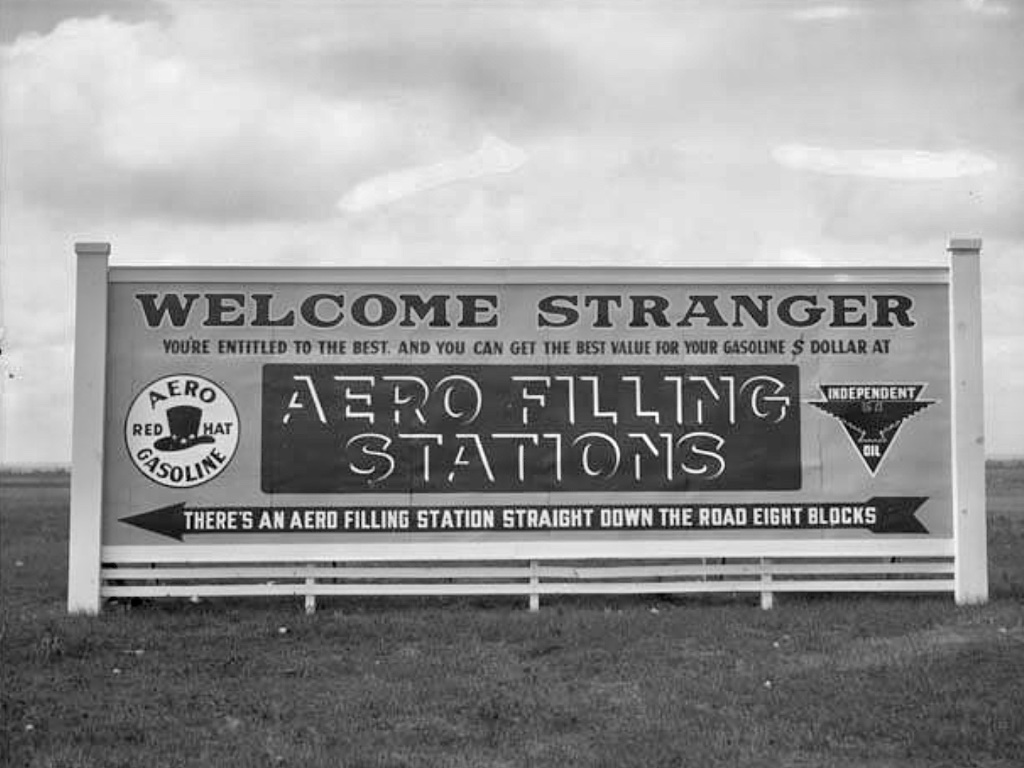 WELCOME STRANGER
YOU'RE ENTITLED TO THE BEST. AND YOU CAN GET THE BEST VALUE FOR YOUR GASOLINE $ DOLLAR AT
AERO
RED HAT
GASOLINE
AERO FILLING
STATIONS
INDEPENDENT
OIL
THERE'S AN AERO FILLING STATION STRAIGHT DOWN THE ROAD EIGHT BLOCKS